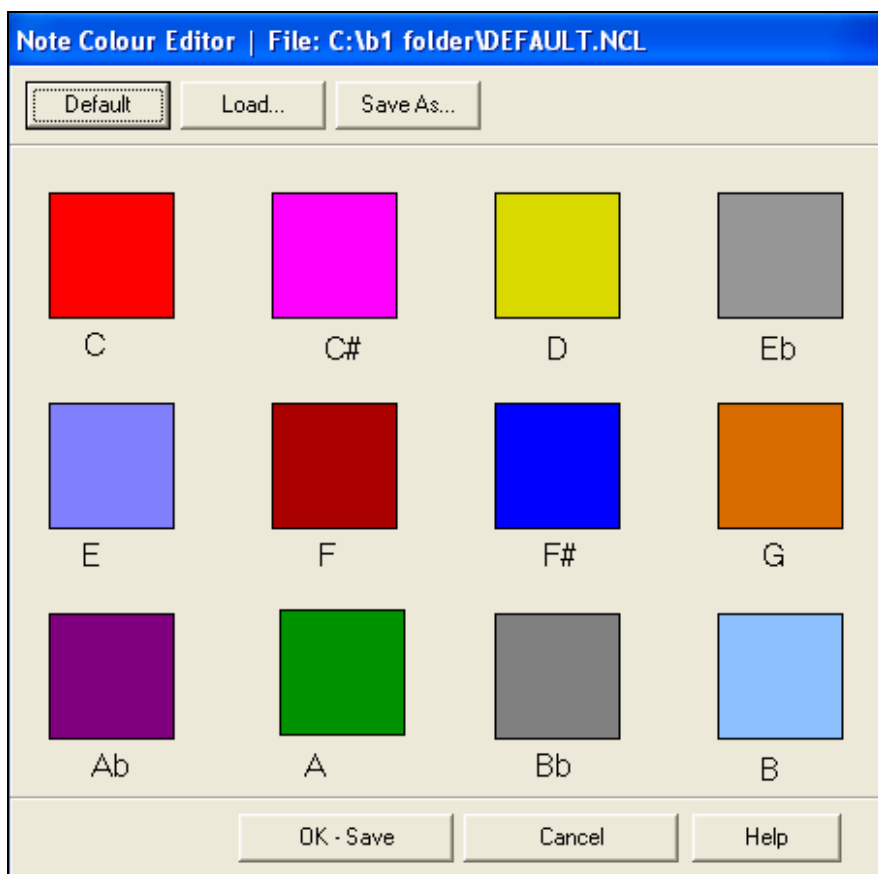 Note Colour Editor | File: C:\b1 folder\DEFAULT.NCL
Default Load... Save As...
C C# D Eb
E F F# G
Ab A Bb B
OK - Save Cancel Help